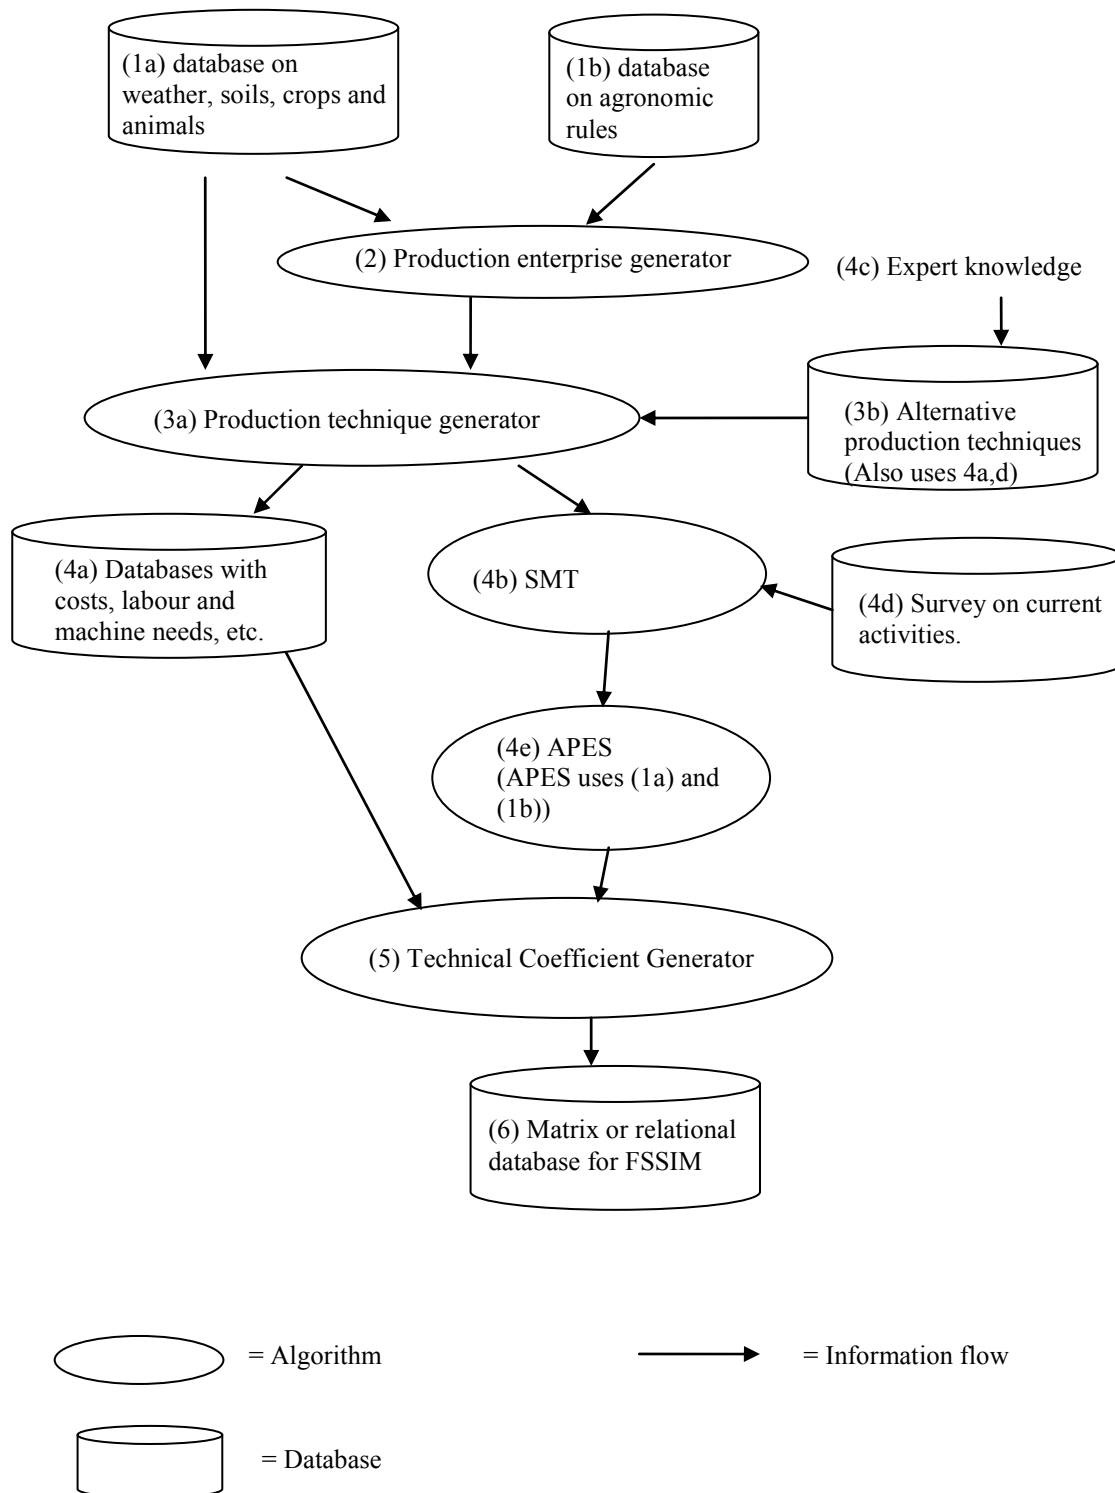 (1a) database on
weather, soils, crops and
animals
(1b) database
on agronomic
rules
(2) Production enterprise generator
(4c) Expert knowledge
(3a) Production technique generator
(3b) Alternative
production techniques
(Also uses 4a,d)
(4a) Databases with
costs, labour and
machine needs, etc.
(4b) SMT
(4d) Survey on current
activities.
(4e) APES
(APES uses (1a) and
(1b))
(5) Technical Coefficient Generator
(6) Matrix or relational
database for FSSIM
= Algorithm
= Information flow
= Database